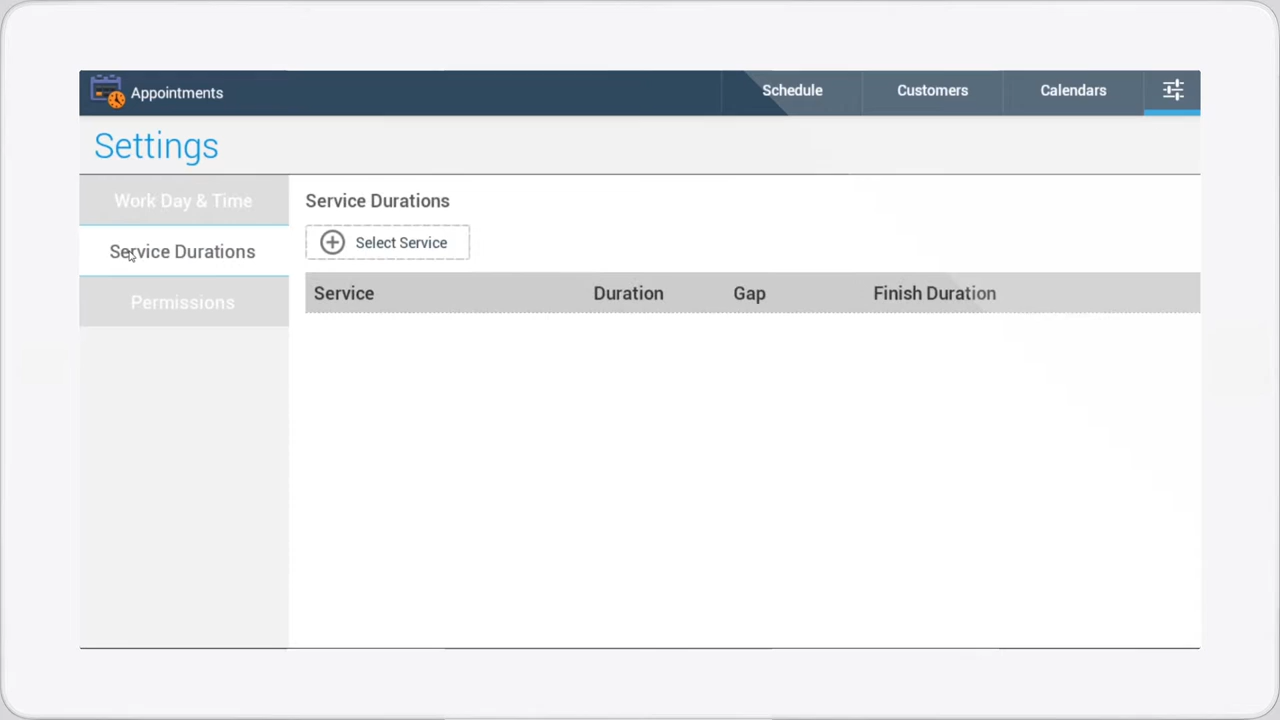 Appointments
Schedule
Customers
Calendars
Settings
Work Day & Time
Service Durations
Permissions
Service Durations
Select Service
Service Duration Gap Finish Duration